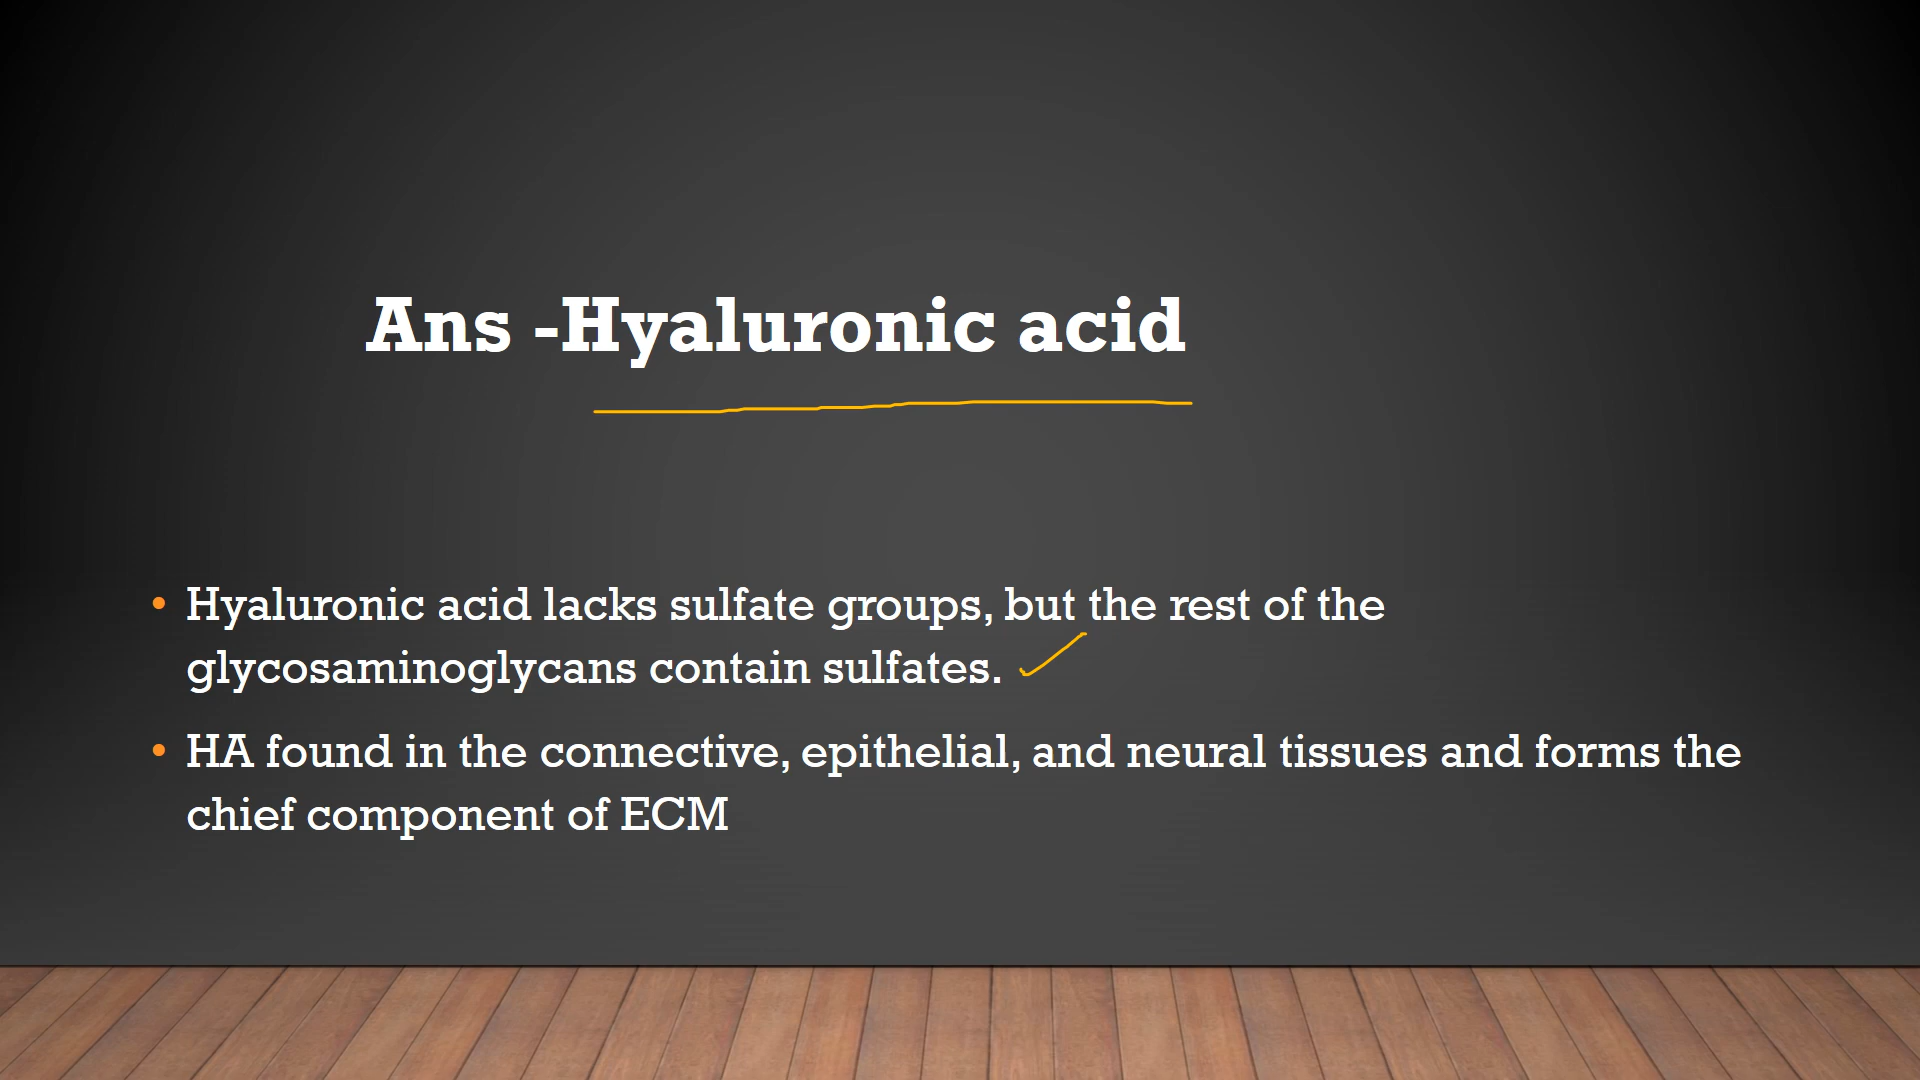 Ans -Hyaluronic acid
• Hyaluronic acid lacks sulfate groups, but the rest of the
glycosaminoglycans contain sulfates.
• HA found in the connective, epithelial, and neural tissues and forms the
chief component of ECM